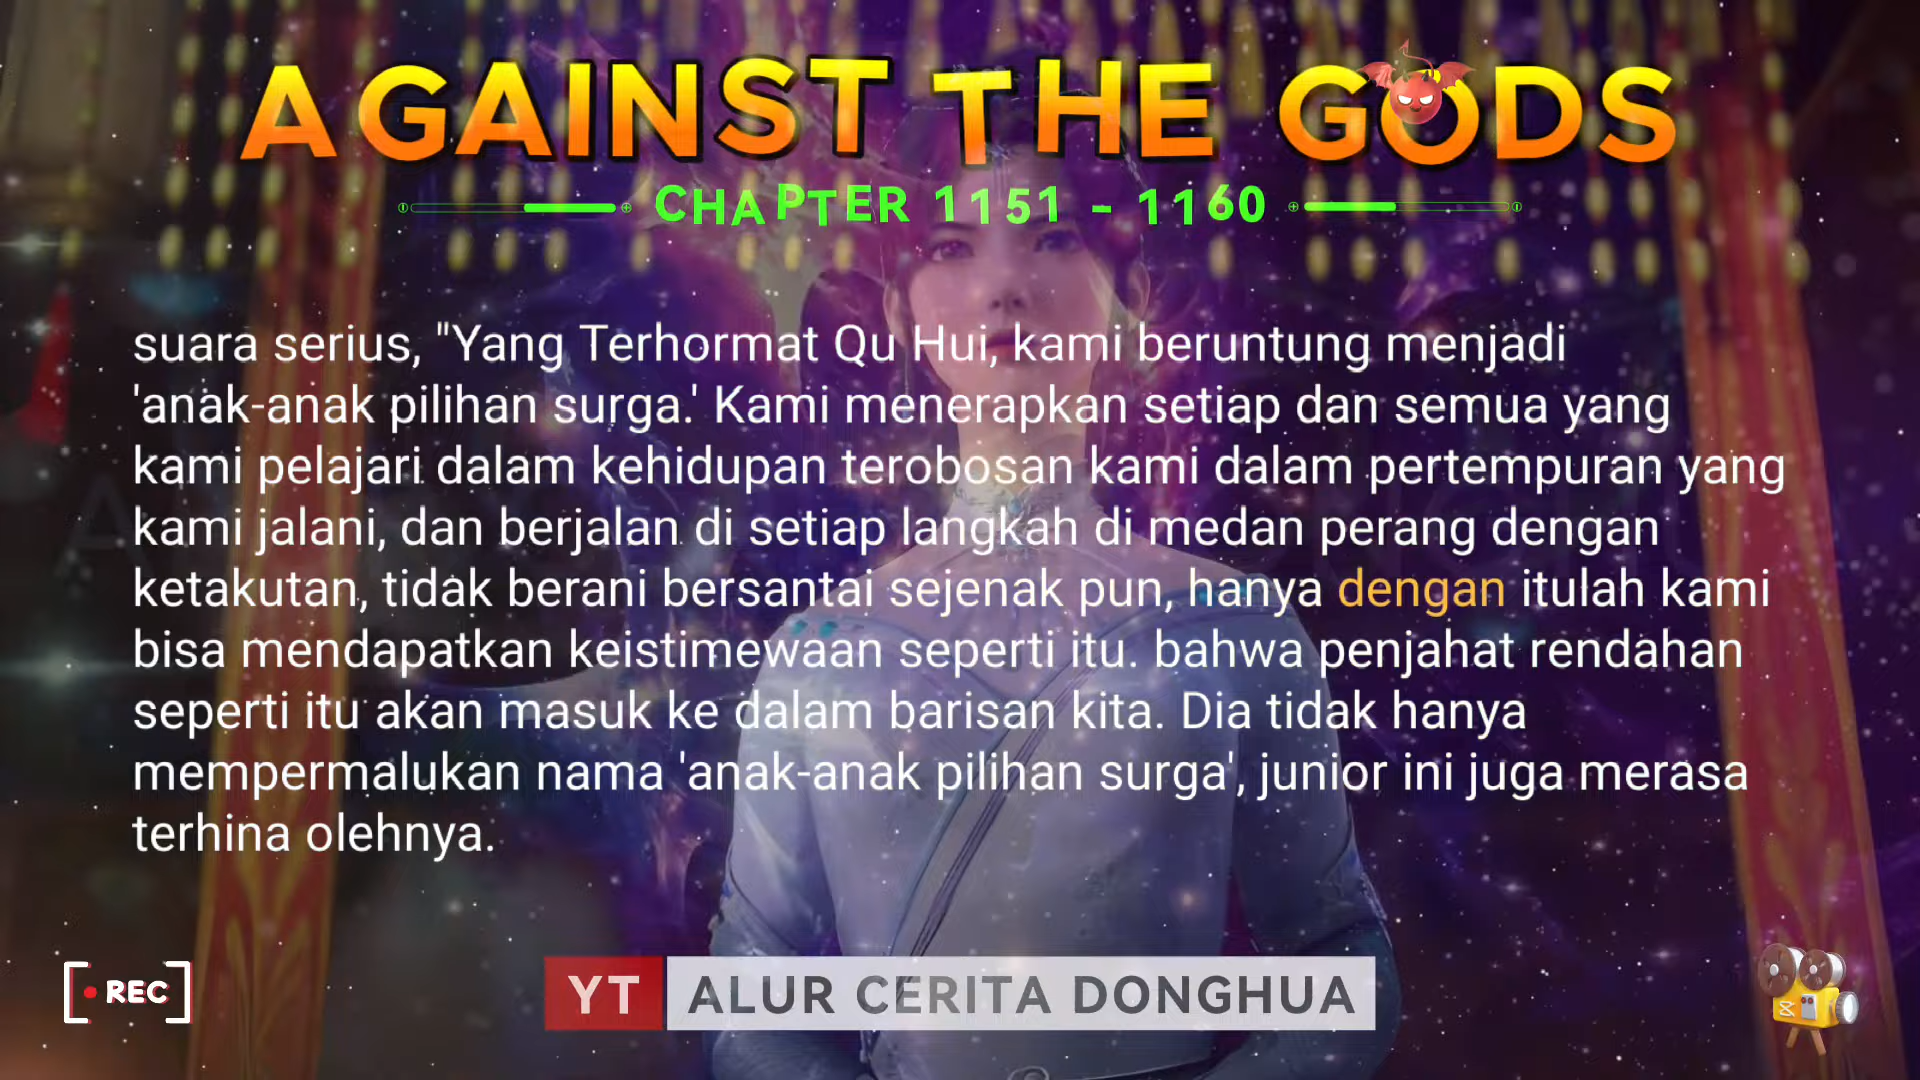 AGAINST THE GODS
CHAPTER 1151 - 1160
suara serius, "Yang Terhormat Qu Hui, kami beruntung menjadi
'anak-anak pilihan surga.' Kami menerapkan setiap dan semua yang
kami pelajari dalam kehidupan terobosan kami dalam pertempuran yang
kami jalani, dan berjalan di setiap langkah di medan perang dengan
ketakutan, tidak berani bersantai sejenak pun, hanya dengan itulah kami
bisa mendapatkan keistimewaan seperti itu. bahwa penjahat rendahan
seperti itu akan masuk ke dalam barisan kita. Dia tidak hanya
mempermalukan nama 'anak-anak pilihan surga', junior ini juga merasa
terhina olehnya.
REC
YT ALUR CERITA DONGHUA